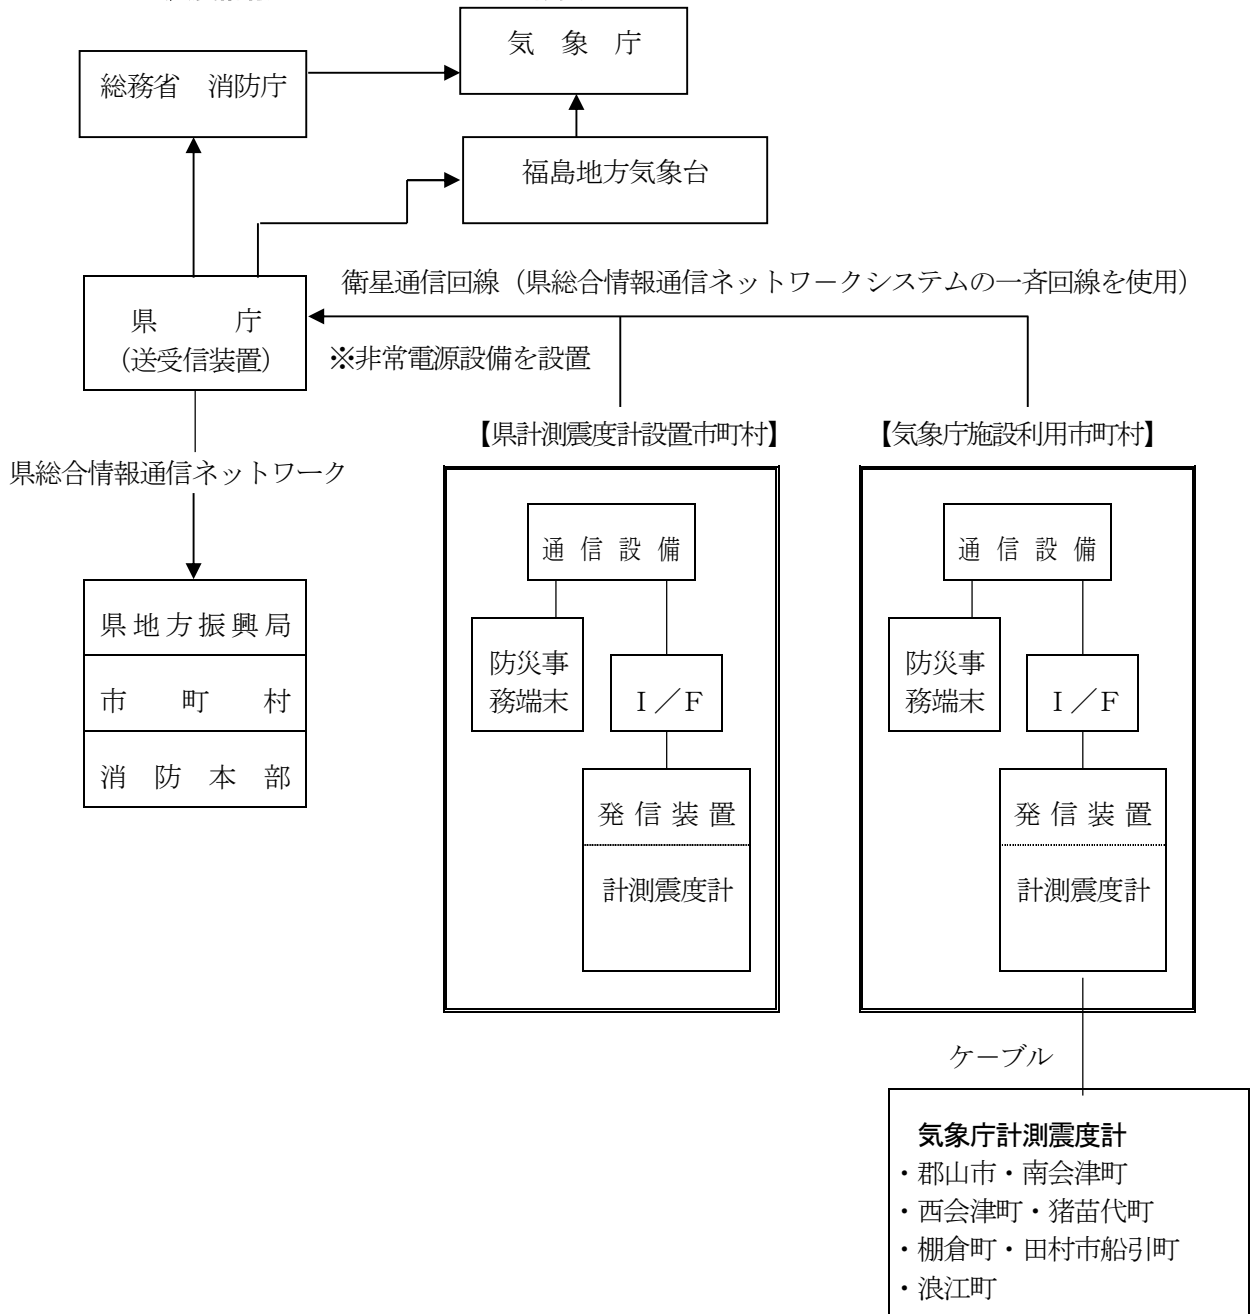 気象庁
総務省　消防庁
福島地方気象台
衛星通信回線（県総合情報通信ネットワークシステムの一斉回線を使用）
県　　庁
（送受信装置）
※非常電源設備を設置
【県計測震度計設置市町村】
【気象庁施設利用市町村】
県総合情報通信ネットワーク
県地方振興局
市町村
消防本部
通信設備
防災事
務端末
Ｉ／Ｆ
発信装置
計測震度計
通信設備
防災事
務端末
Ｉ／Ｆ
発信装置
計測震度計
ケーブル
気象庁計測震度計
・郡山市・南会津町
・西会津町・猪苗代町
・棚倉町・田村市船引町
・浪江町